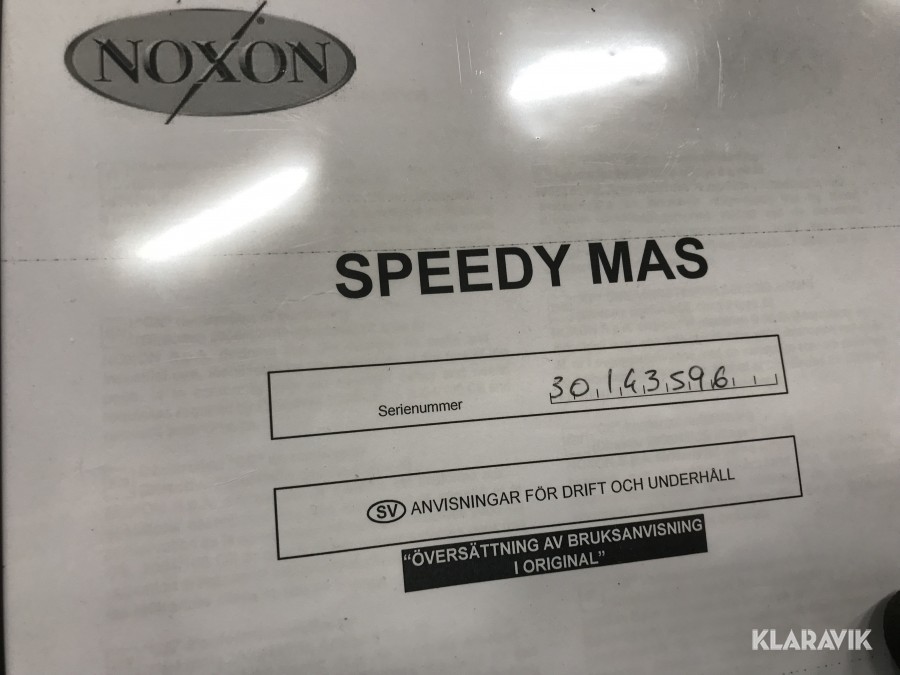 NOXON
SPEEDY MAS
Serienummer 30143596
SV ANVISNINGAR FÖR DRIFT OCH UNDERHÅLL
"ÖVERSÄTTNING AV BRUKSANVISNING
I ORIGINAL"
KLARAVIK